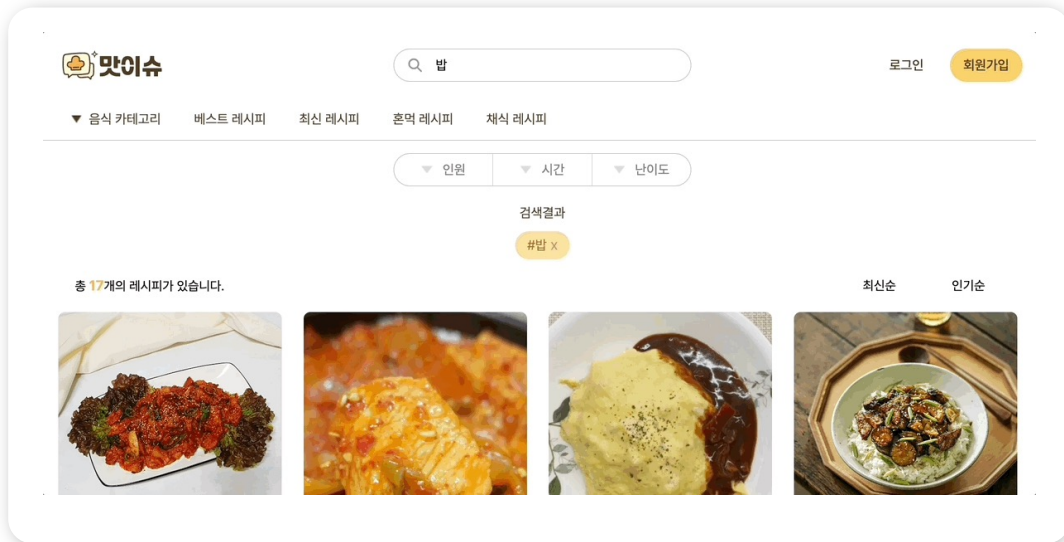 맛이슈
밥
로그인
회원가입
▼ 음식 카테고리 베스트 레시피 최신 레시피 혼먹 레시피 채식 레시피
▼ 인원 ▼ 시간 ▼ 난이도
검색결과
#밥 x
총 17개의 레시피가 있습니다.
최신순 인기순